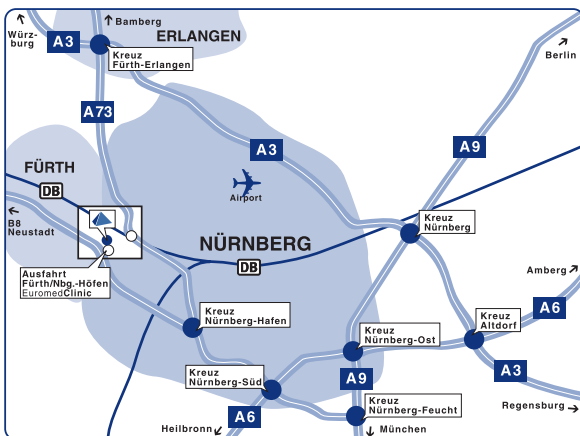 Bamberg
Würz-
burg
A3
ERLANGEN
Kreuz
Fürth-Erlangen
Berlin
A73
A3
A9
FÜRTH
DB
Airport
B8
Neustadt
Kreuz
Nürnberg
NÜRNBERG
DB
Ausfahrt
Fürth/Nbg.-Höfen
EuromedClinic
Amberg
Kreuz
Nürnberg-Hafen
Kreuz
Altdorf
A6
Kreuz
Nürnberg-Ost
Kreuz
Nürnberg-Süd
A9
A3
Kreuz
Nürnberg-Feucht
Regensburg
A6
Heilbronn
München